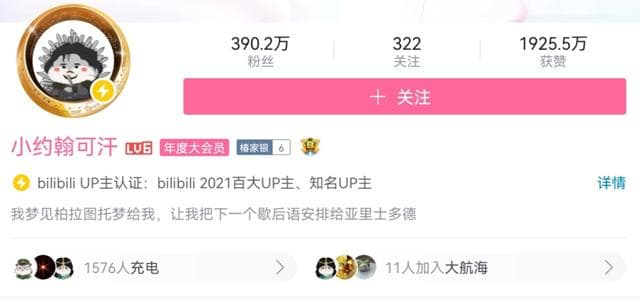 390.2万 322 1925.5万
粉丝 关注 获赞
+ 关注
小约翰可汗 LV6 年度大会员 椿家银 6
bilibili UP主认证：bilibili 2021百大UP主、知名UP主 详情
我梦见柏拉图托梦给我，让我把下一个歇后语安排给亚里士多德
1576人充电 11人加入大航海